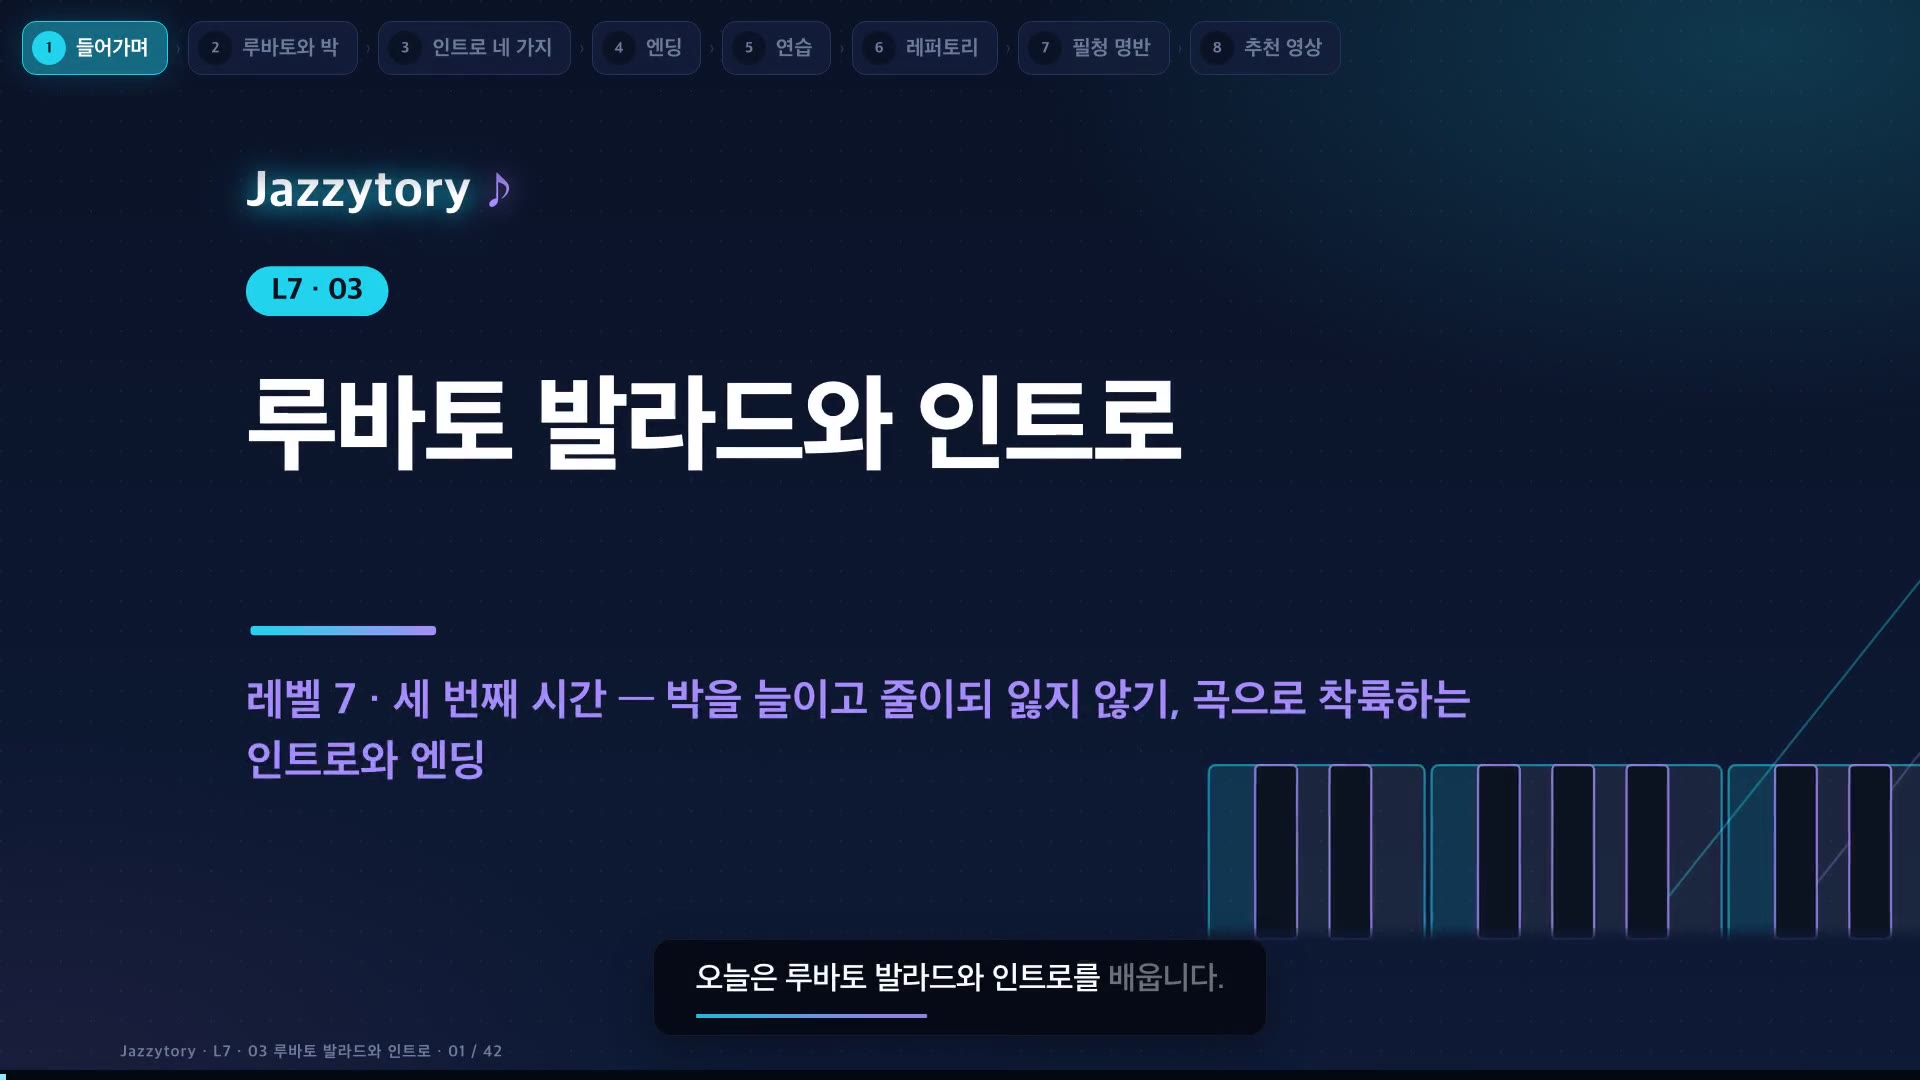 1 들어가며 › 2 루바토와 박 › 3 인트로 네 가지 › 4 엔딩 › 5 연습 › 6 레퍼토리 › 7 필청 명반 › 8 추천 영상
Jazzytory ♪
L7 · 03
루바토 발라드와 인트로
레벨 7 · 세 번째 시간 — 박을 늘이고 줄이되 잃지 않기, 곡으로 착륙하는
인트로와 엔딩
오늘은 루바토 발라드와 인트로를 배웁니다.
Jazzytory · L7 · 03 루바토 발라드와 인트로 · 01 / 42